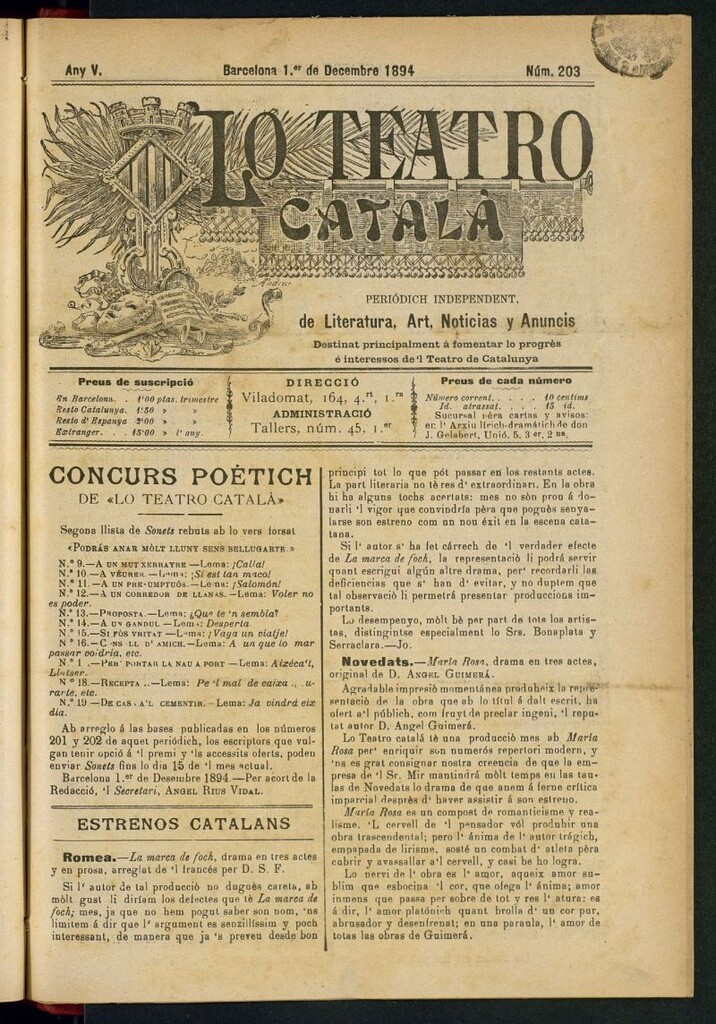 Any V.
Barcelona 1.er de Decembre 1894
Núm. 203
LO TEATRO
CATALÀ
PERIÓDICH INDEPENDENT,
de Literatura, Art, Noticias y Anuncis
Destinat principalment á fomentar lo progrés
é interessos de 'l Teatro de Catalunya
Preus de suscripció
En Barcelona. . 1'00 ptas. trimestre
Resto Catalunya. 1'50 » »
Resto d' Espanya 2'00 » »
Extranger. . . 15'00 » l' any.
DIRECCIÓ
Viladomat, 164, 4.rt, 1.ra
ADMINISTRACIÓ
Tallers, núm. 45, 1.er
Preus de cada número
Número corrent. . . . . 10 centims
Id. atrassat. . . . . 15 id.
Sucursal péra cartas y avisos:
en l' Arxiu lírich-dramátich de don
J. Gelabert, Unió, 5, 3 er, 2 na.
CONCURS POÉTICH
DE «LO TEATRO CATALÀ»
Segona llista de Sonets rebuts ab lo vers forsat
«PODRÁS ANAR MÒLT LLUNY SENS BELLUGARTE.»
N.º 9.—A UN MUT XERRAYRE —Lema: ¡Calla!
N.º 10.—A VÉURER.—Lema: ¡Si est tan maco!
N.º 11.—A UN PRESUMPTUÓS.—Lema: ¡Salomón!
N.º 12.—A UN CORREDOR DE LLANAS.—Lema: Voler no
es poder.
N.º 13.—PROPOSTA.—Lema: ¿Que te 'n sembla?
N.º 14.—A UN GANDUL —Lema: Desperta
N.º 15.—SI FÒS VRITAT —Lema: ¡Vaya un viatje!
N.º 16.—CONSELL D' AMICH.—Lema: A un que lo mar
passar voldría, etc.
N.º 1 .—PER' PORTAR LA NAU A PORT —Lema: Aixéca't,
Llatser.
N.º 18.—RECEPTA ..—Lema: Pe 'l mal de caixa .,
urarte, etc.
N.º 19 —DE CAS A 'L CEMENTIR.—Lema: Ja vindrá eix
dia.
Ab arreglo á las bases publicadas en los números
201 y 202 de aquet periódich, los escriptors que vul-
gan tenir opció á 'l premi y 'ls accessits oferts, poden
enviar Sonets fins lo dia 15 de 'l mes actual.
Barcelona 1.er de Desembre 1894.—Per acort de la
Redacció, 'l Secretari, ANGEL RIUS VIDAL.
ESTRENOS CATALANS
Romea.—La marca de foch, drama en tres actes
y en prosa, arreglat de 'l francés per D. S. F.
Si l' autor de tal producció no dugués careta, ab
mòlt gust li diríam los defectes que té La marca de
foch; mes, ja que no hem pogut saber son nom, 'ns
limitém á dir que l' argument es senzillíssim y poch
interessant, de manera que ja 's preveu desde bon
principi tot lo que pót passar en los restants actes.
La part literaria no té res d' extraordinari. En la obra
hi ha alguns tochs acertats: mes no són prou á do-
narli 'l vigor que convindría péra que pogués senya-
larse son estreno com un nou éxit en la escena cata-
lana.
Si l' autor s' ha fet cárrech de 'l verdader efecte
de La marca de foch, la representació li podrá servir
quant escrigui algún altre drama, per' recordarli las
deficiencias que s' han d' evitar, y no duptem que
tal observació li permetrá presentar produccions im-
portants.
Lo desempenyo, mòlt bé per part de tots los artis-
tas, distingintse especialment lo Srs. Bonaplata y
Serraclara.—Jo.
Novedats.—María Rosa, drama en tres actes,
original de D. ANGEL GUIMERÁ.
Agradable impresió momentánea produheix la repre-
sentació de la obra que ab lo títul á dalt escrit, ha
ofert a 'l públich, com fruyt de preclar ingeni, 'l repu-
tat autor D. Angel Guimerá.
Lo Teatro catalá té una producció mes ab María
Rosa per' enriquir son numerós repertori modern, y
'ns es grat consignar nostra creencia de que la em-
presa de 'l Sr. Mir mantindrá mòlt temps en las tau-
las de Novedats lo drama de que anem á ferne crítica
imparcial després d' haver assistir á son estreno.
María Rosa es un compost de romanticisme y rea-
lisme. 'L cervell de 'l pensador vól produhir una
obra trascendental; pero l' ánima de l' autor trágich,
empapada de lirisme, sosté un combat d' atleta péra
cubrir y avassallar a'l cervell, y casi be ho logra.
Lo nervi de l' obra es l' amor, aqueix amor su-
blim que esbocina 'l cor, que ofega l' ánima; amor
inmens que passa per sobre de tot y res l' atura: es
á dir, l' amor platónich quant brolla d' un cor pur,
abrusador y desenfrenat; en una paraula, l' amor de
totas las obras de Guimerá.